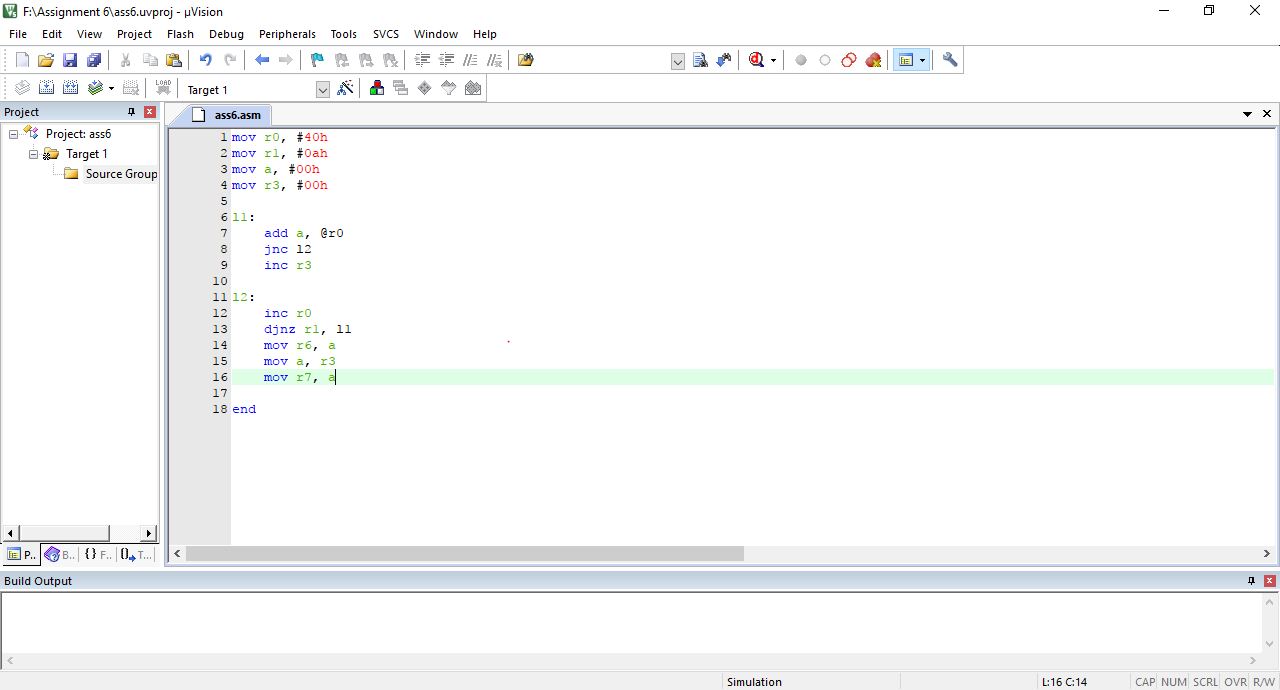 F:\Assignment 6\ass6.uvproj - µVision
File Edit View Project Flash Debug Peripherals Tools SVCS Window Help
LOAD Target 1
Project
ass6.asm
Project: ass6
Target 1
Source Group
1 mov r0, #40h
2 mov r1, #0ah
3 mov a, #00h
4 mov r3, #00h
5
6 l1:
7 add a, @r0
8 jnc l2
9 inc r3
10
11 l2:
12 inc r0
13 djnz r1, l1
14 mov r6, a
15 mov a, r3
16 mov r7, a
17
18 end
P... B... {} F... 0 T...
Build Output
Simulation L:16 C:14 CAP NUM SCRL OVR R/W